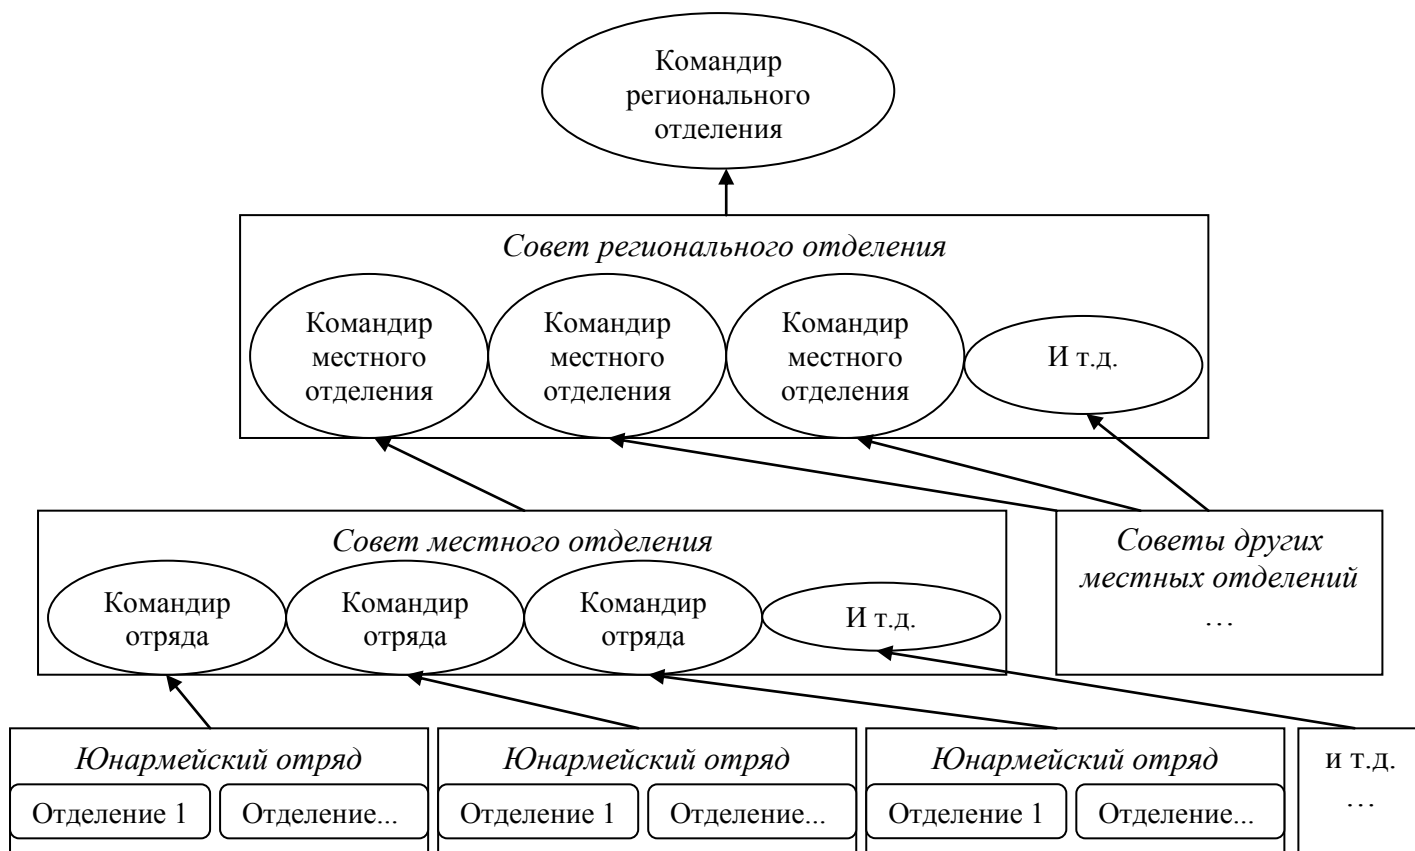 Командир
регионального
отделения
Совет регионального отделения
Командир
местного
отделения
Командир
местного
отделения
Командир
местного
отделения
И т.д.
Совет местного отделения
Командир
отряда
Командир
отряда
Командир
отряда
И т.д.
Советы других
местных отделений
…
Юнармейский отряд
Отделение 1
Отделение...
Юнармейский отряд
Отделение 1
Отделение...
Юнармейский отряд
Отделение 1
Отделение...
и т.д.
…